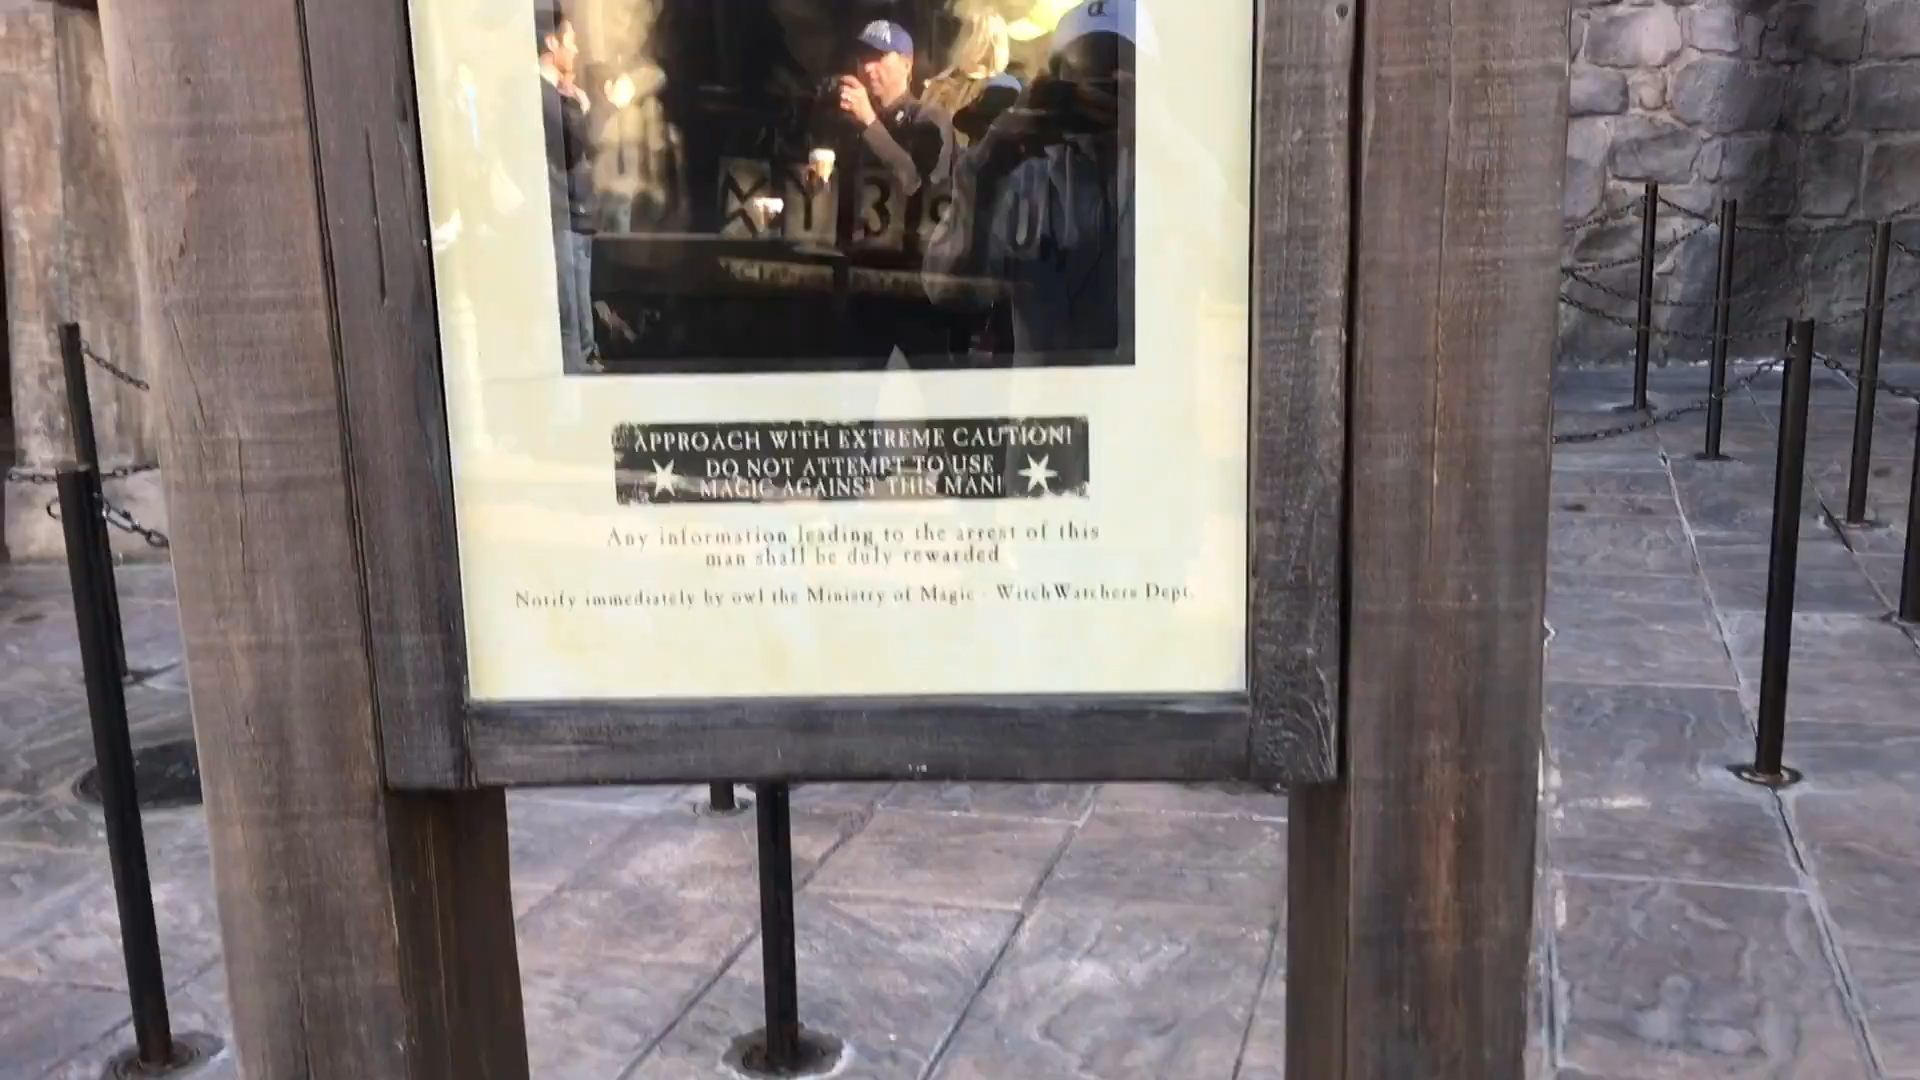 APPROACH WITH EXTREME CAUTION!
DO NOT ATTEMPT TO USE
MAGIC AGAINST THIS MAN!
Any information leading to the arrest of this
man shall be duly rewarded
Notify immediately by owl the Ministry of Magic - WitchWatchers Dept.